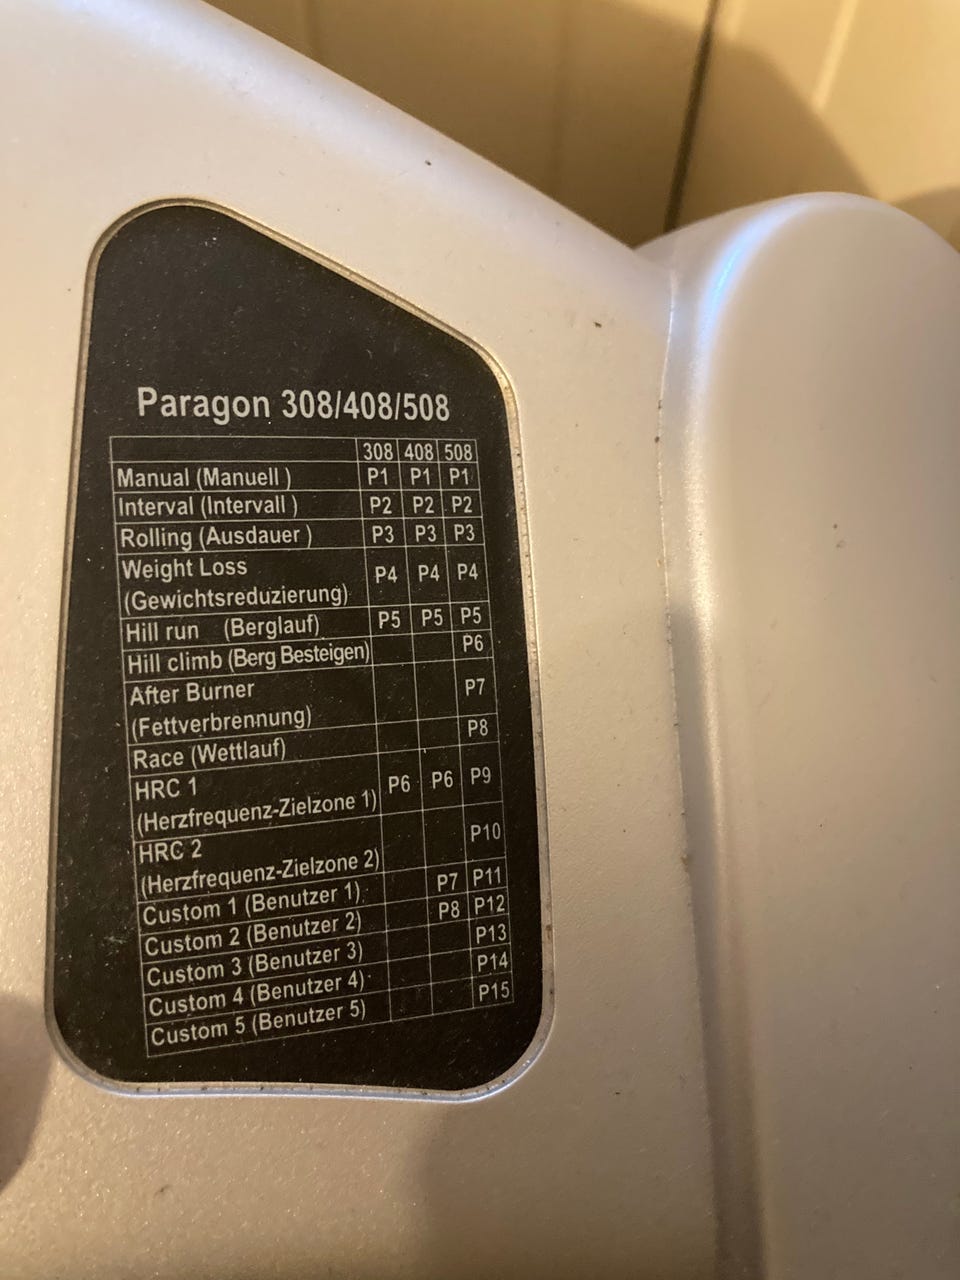 Paragon 308/408/508
308 408 508
Manual (Manuell ) P1 P1 P1
Interval (Intervall ) P2 P2 P2
Rolling (Ausdauer ) P3 P3 P3
Weight Loss
(Gewichtsreduzierung) P4 P4 P4
Hill run (Berglauf) P5 P5 P5
Hill climb (Berg Besteigen) P6
After Burner
(Fettverbrennung) P7
Race (Wettlauf) P8
HRC 1
(Herzfrequenz-Zielzone 1) P6 P6 P9
HRC 2
(Herzfrequenz-Zielzone 2) P10
Custom 1 (Benutzer 1) P7 P11
Custom 2 (Benutzer 2) P8 P12
Custom 3 (Benutzer 3) P13
Custom 4 (Benutzer 4) P14
Custom 5 (Benutzer 5) P15